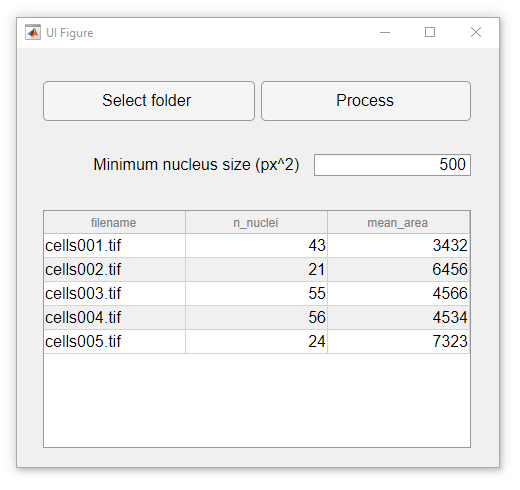 UI Figure
Select folder Process
Minimum nucleus size (px^2) 500
filename n_nuclei mean_area
cells001.tif 43 3432
cells002.tif 21 6456
cells003.tif 55 4566
cells004.tif 56 4534
cells005.tif 24 7323